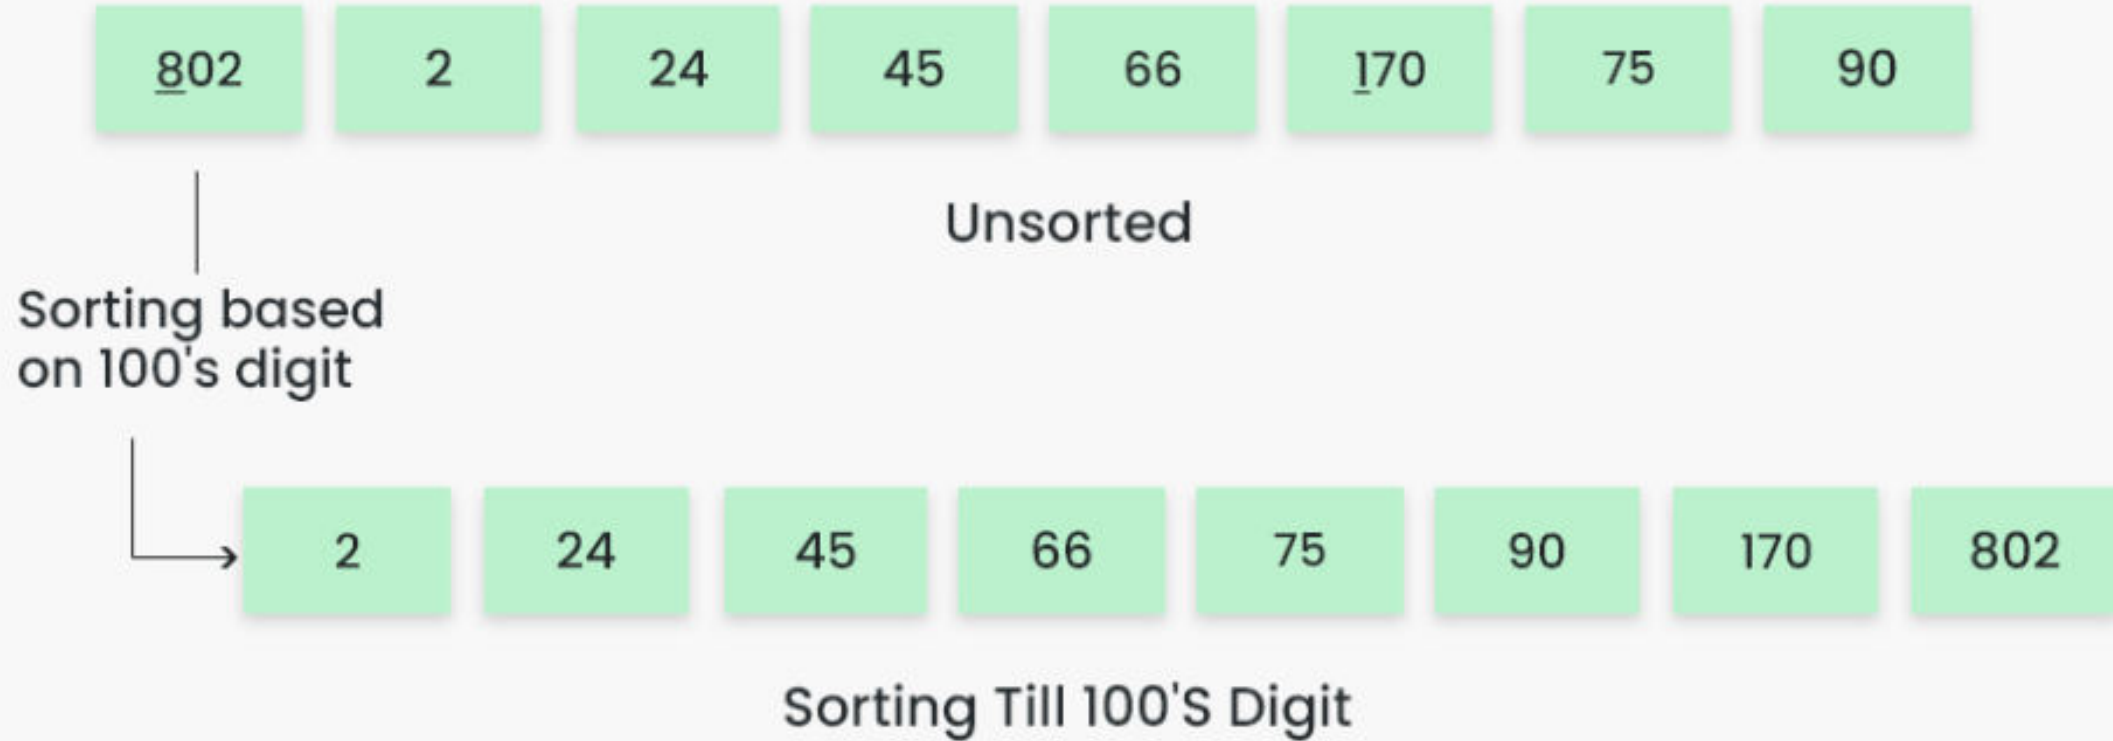 802 2 24 45 66 170 75 90
Unsorted
Sorting based
on 100's digit
2 24 45 66 75 90 170 802
Sorting Till 100'S Digit